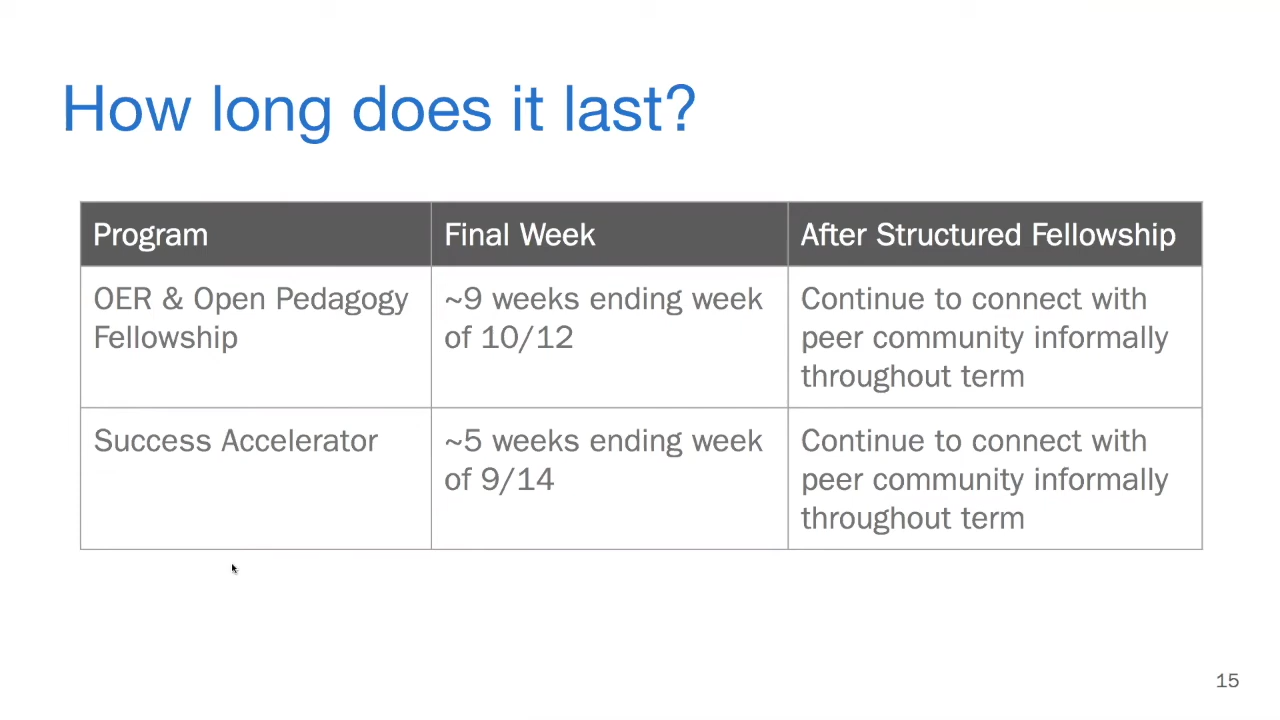 How long does it last?
Program
Final Week
After Structured Fellowship
OER & Open Pedagogy
Fellowship
~9 weeks ending week
of 10/12
Continue to connect with
peer community informally
throughout term
Success Accelerator
~5 weeks ending week
of 9/14
Continue to connect with
peer community informally
throughout term
15